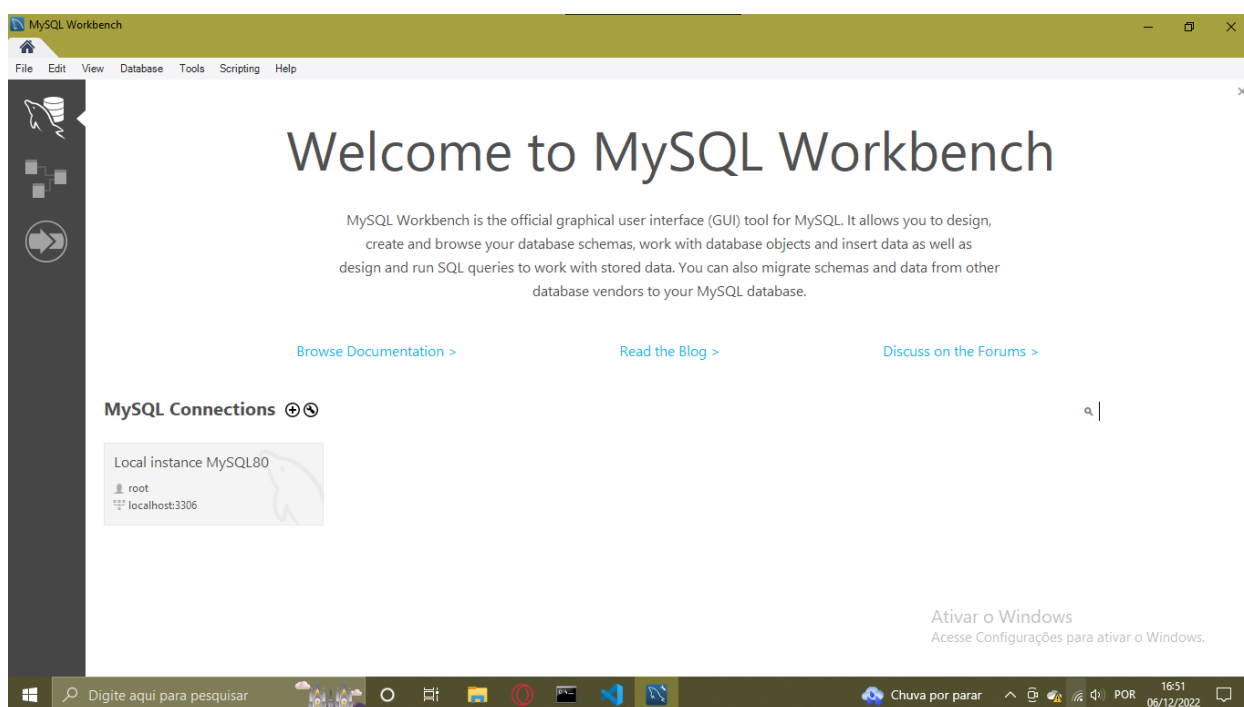 MySQL Workbench
File Edit View Database Tools Scripting Help
Welcome to MySQL Workbench
MySQL Workbench is the official graphical user interface (GUI) tool for MySQL. It allows you to design,
create and browse your database schemas, work with database objects and insert data as well as
design and run SQL queries to work with stored data. You can also migrate schemas and data from other
database vendors to your MySQL database.
Browse Documentation > Read the Blog > Discuss on the Forums >
MySQL Connections
Local instance MySQL80
root
localhost:3306
Ativar o Windows
Acesse Configurações para ativar o Windows.
Digite aqui para pesquisar Chuva por parar POR 16:51
06/12/2022